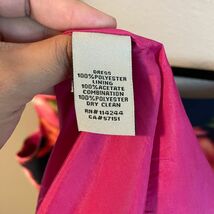 DRESS
100%POLYESTER
LINING
100%ACETATE
COMBINATION
100%POLYESTER
DRY CLEAN
RN# 114244
CA# 57151